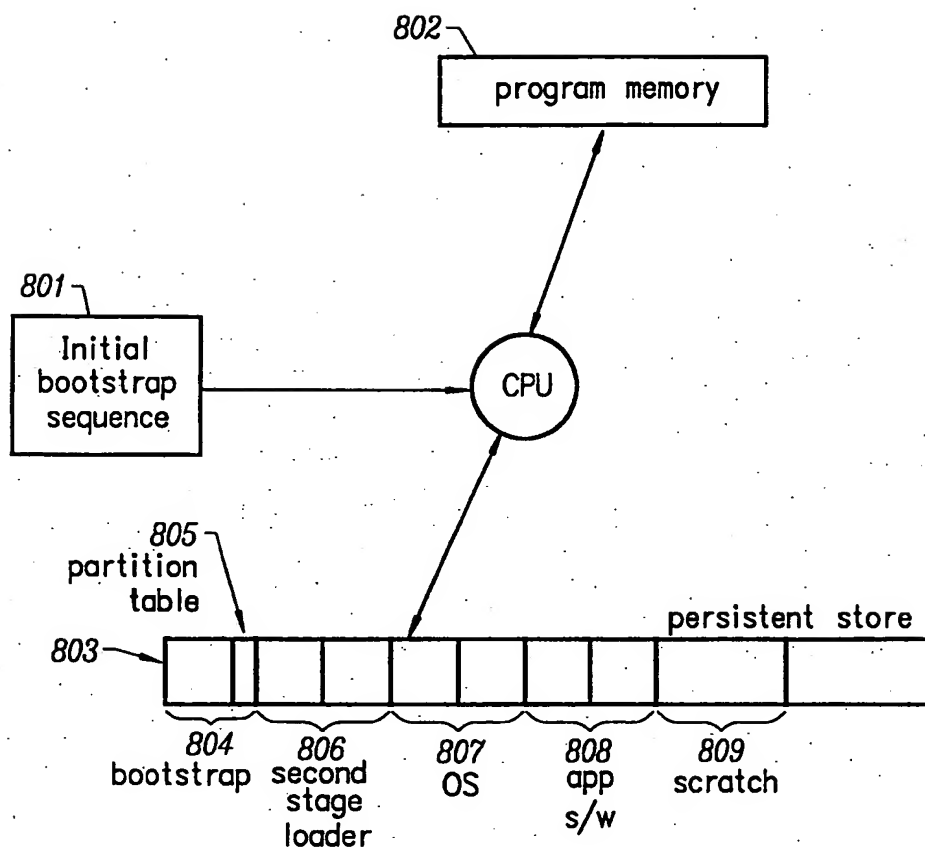 802
program memory
801
Initial
bootstrap
sequence
CPU
805
partition
table
persistent store
803
804
bootstrap
806
second
stage
loader
807
OS
808
app
s/w
809
scratch